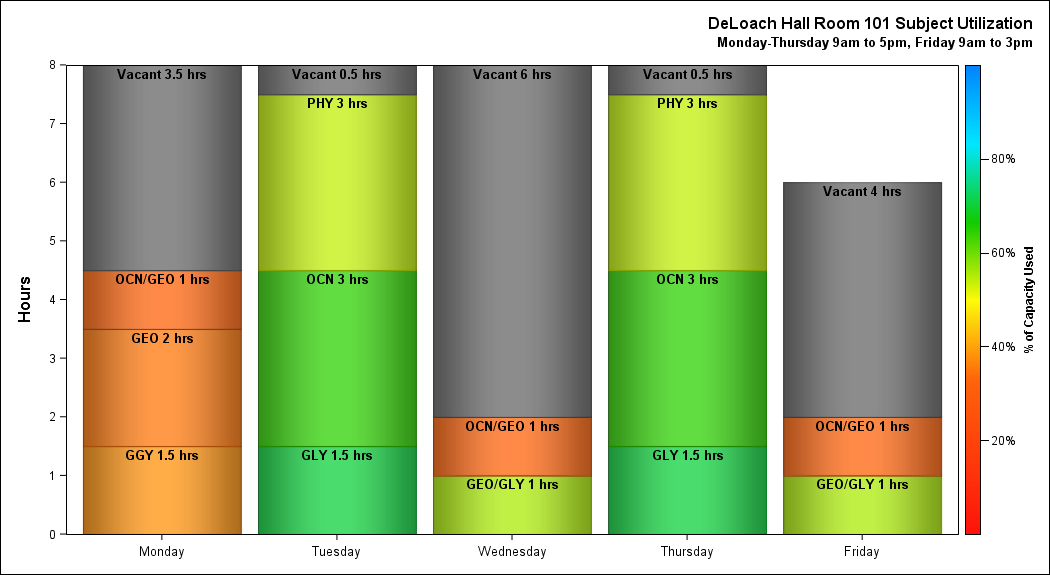 DeLoach Hall Room 101 Subject Utilization
Monday-Thursday 9am to 5pm, Friday 9am to 3pm
Hours
8
7
6
5
4
3
2
1
0
Vacant 3.5 hrs
OCN/GEO 1 hrs
GEO 2 hrs
GGY 1.5 hrs
Monday
Vacant 0.5 hrs
PHY 3 hrs
OCN 3 hrs
GLY 1.5 hrs
Tuesday
Vacant 6 hrs
OCN/GEO 1 hrs
GEO/GLY 1 hrs
Wednesday
Vacant 0.5 hrs
PHY 3 hrs
OCN 3 hrs
GLY 1.5 hrs
Thursday
Vacant 4 hrs
OCN/GEO 1 hrs
GEO/GLY 1 hrs
Friday
80%
60%
40%
20%
% of Capacity Used